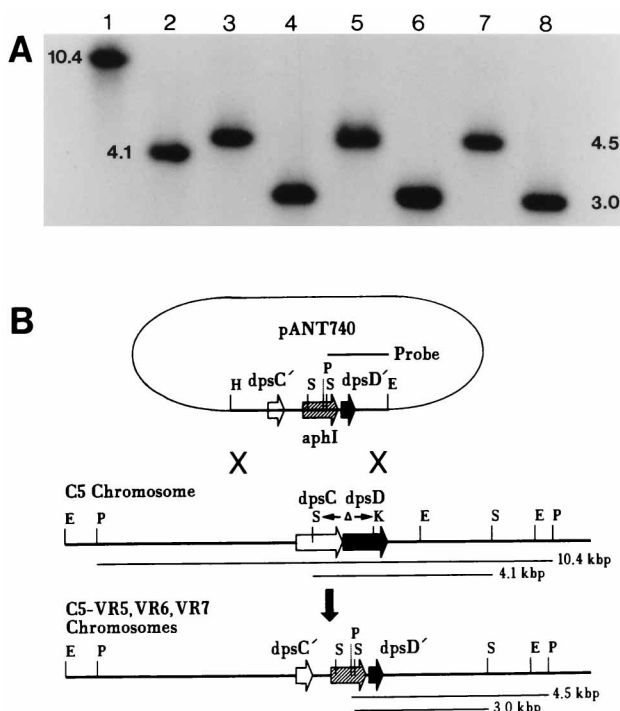 A
1 2 3 4 5 6 7 8
10.4
4.1
4.5
3.0
B
pANT740
Probe
P
H dpsC´ S S dpsD´ E
aphI
X X
C5 Chromosome
dpsC dpsD
E P S ←Δ→ K E S E P
10.4 kbp
4.1 kbp
C5-VR5, VR6, VR7
Chromosomes
P
E P dpsC´ S S dpsD´ S E P
4.5 kbp
3.0 kbp